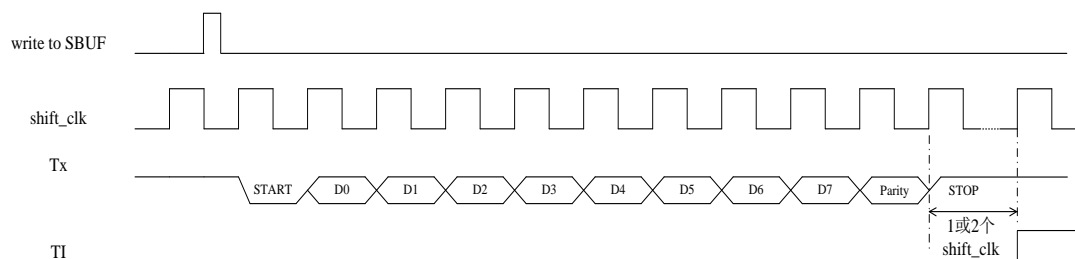 write to SBUF
shift_clk
Tx
START D0 D1 D2 D3 D4 D5 D6 D7 Parity STOP
1或2个
shift_clk
TI